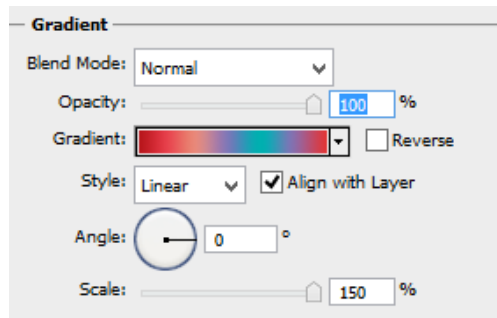 Gradient
Blend Mode: Normal
Opacity: 100 %
Gradient: Reverse
Style: Linear Align with Layer
Angle: 0 °
Scale: 150 %